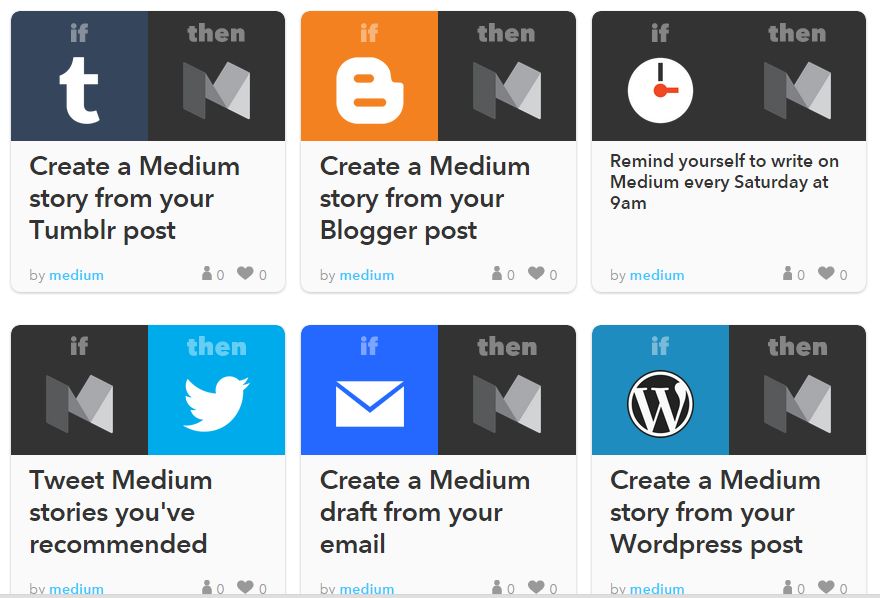 if then
if then
if then
Create a Medium
story from your
Tumblr post
by medium 0 0
Create a Medium
story from your
Blogger post
by medium 0 0
Remind yourself to write on
Medium every Saturday at
9am
by medium 0 0
if then
if then
if then
Tweet Medium
stories you've
recommended
by medium 0 0
Create a Medium
draft from your
email
by medium 0 0
Create a Medium
story from your
Wordpress post
by medium 0 0